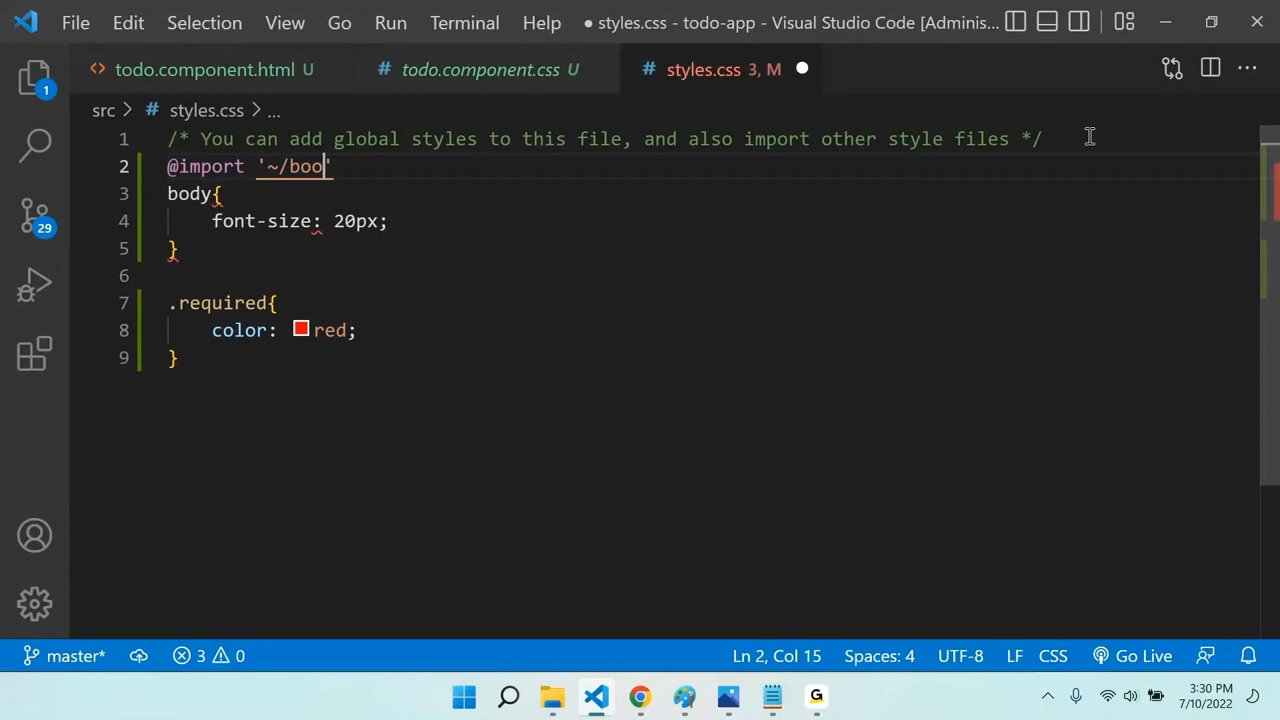 File Edit Selection View Go Run Terminal Help ● styles.css - todo-app - Visual Studio Code [Adminis...
todo.component.html U # todo.component.css U # styles.css 3, M ●
src > # styles.css > ...
1 /* You can add global styles to this file, and also import other style files */
2 @import '~/boo'
3 body{
4 font-size: 20px;
5 }
6
7 .required{
8 color: red;
9 }
1
29
master* 3 0 Ln 2, Col 15 Spaces: 4 UTF-8 LF CSS Go Live
G 3:30 PM
7/10/2022